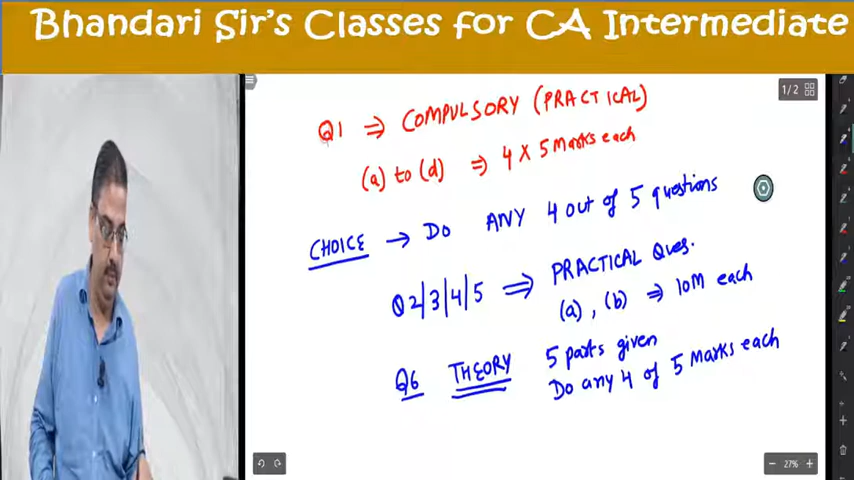 Bhandari Sir's Classes for CA Intermediate
1/2
Q1 ⇒ COMPULSORY (PRACTICAL)
(a) to (d) ⇒ 4 X 5 Marks each
CHOICE → Do ANY 4 out of 5 questions
Q2/3/4/5 ⇒ PRACTICAL Ques.
(a), (b) ⇒ 10M each
Q6 THEORY 5 parts given
Do any 4 of 5 Marks each
27%